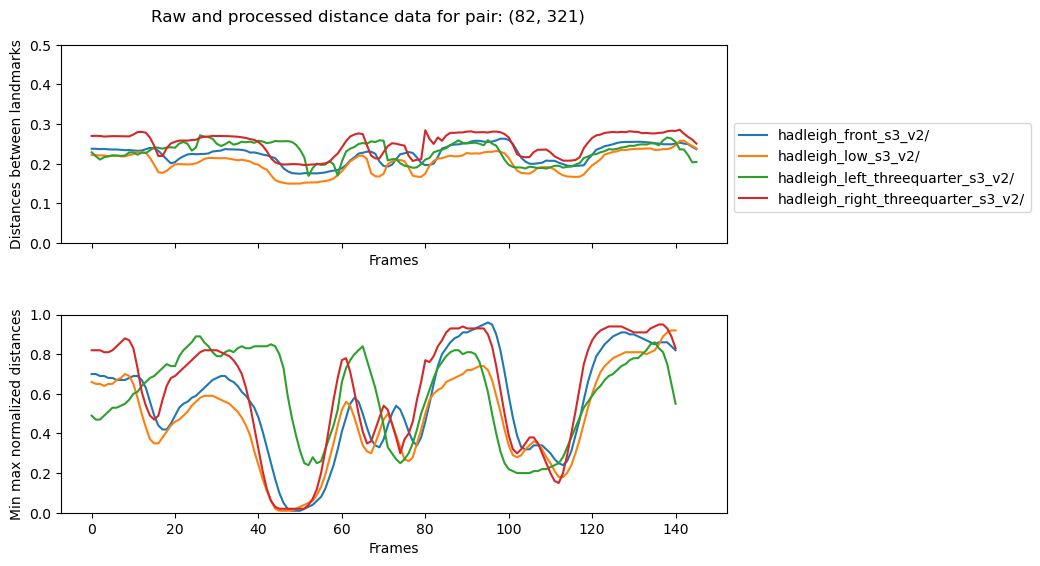 Raw and processed distance data for pair: (82, 321)
Distances between landmarks
0.5
0.4
0.3
0.2
0.1
0.0
Frames
hadleigh_front_s3_v2/
hadleigh_low_s3_v2/
hadleigh_left_threequarter_s3_v2/
hadleigh_right_threequarter_s3_v2/
Min max normalized distances
1.0
0.8
0.6
0.4
0.2
0.0
0 20 40 60 80 100 120 140
Frames